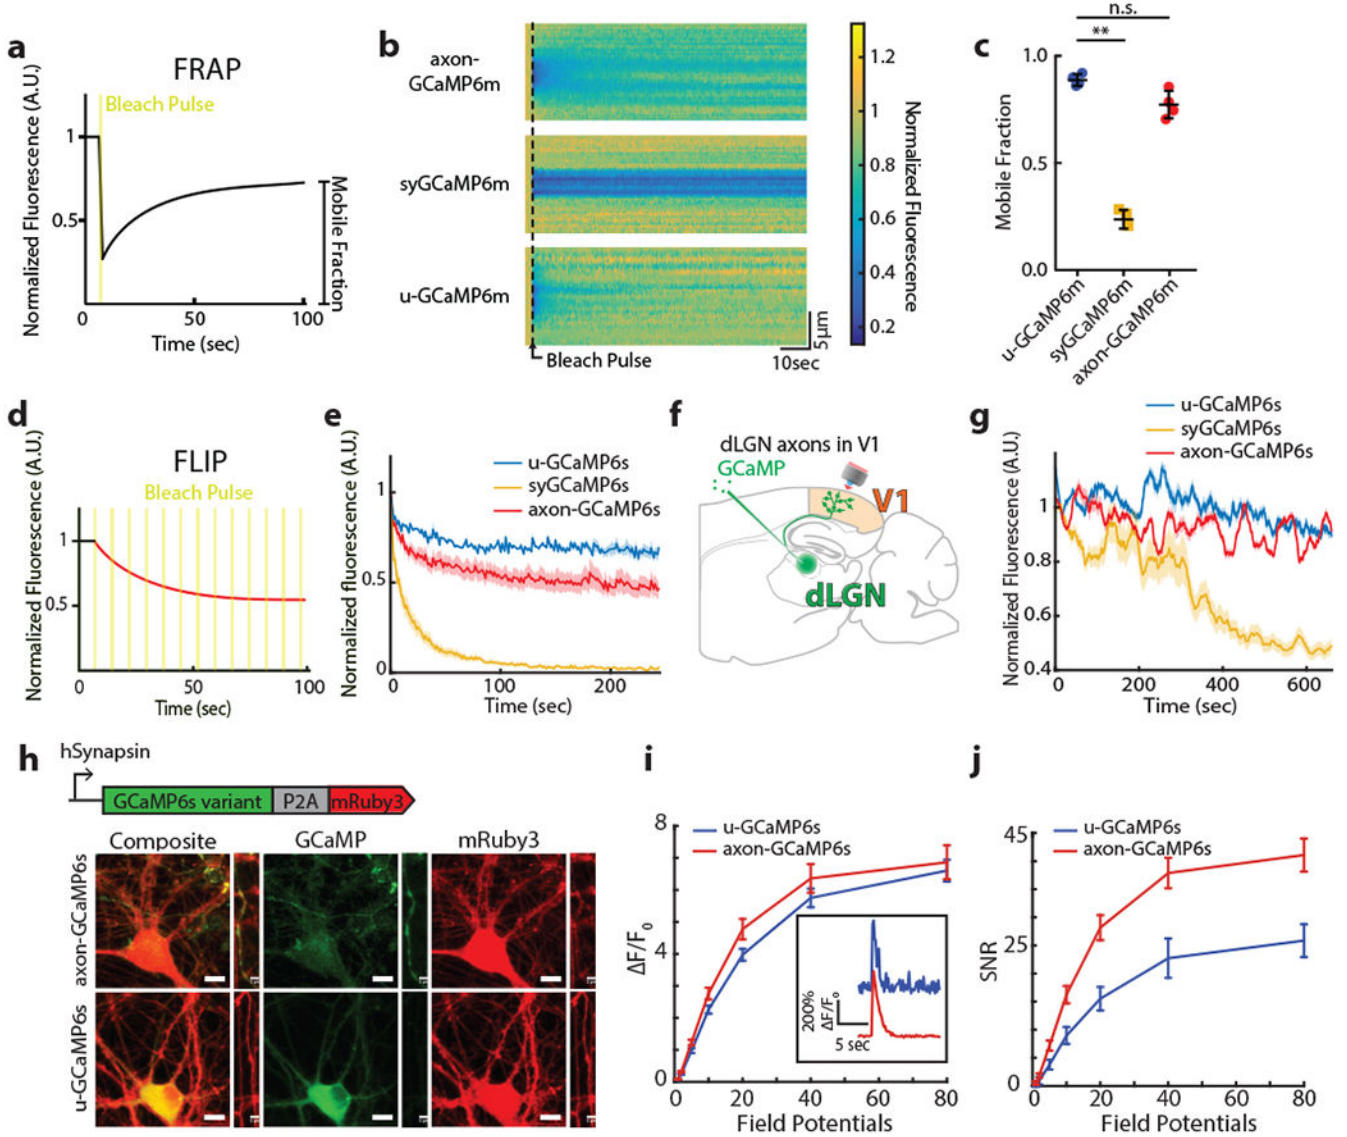 a
FRAP
Normalized Fluorescence (A.U.)
Bleach Pulse
1
0.5
0
50
100
Time (sec)
Mobile Fraction
b
axon-
GCaMP6m
syGCaMP6m
u-GCaMP6m
Bleach Pulse
5μm
10sec
1.2
1
0.8
0.6
0.4
0.2
Normalized Fluorescence
c
n.s.
**
1.0
0.5
0.0
Mobile Fraction
u-GCaMP6m
syGCaMP6m
axon-GCaMP6m
d
FLIP
Bleach Pulse
Normalized Fluorescence (A.U.)
1
0.5
0
50
100
Time (sec)
e
Normalized fluorescence (A.U.)
u-GCaMP6s
syGCaMP6s
axon-GCaMP6s
1
0.5
0
0
100
200
Time (sec)
f
dLGN axons in V1
GCaMP
V1
dLGN
g
u-GCaMP6s
syGCaMP6s
axon-GCaMP6s
Normalized Fluorescence (A.U.)
1
0.8
0.6
0.4
0
200
400
600
Time (sec)
h
hSynapsin
GCaMP6s variant
P2A
mRuby3
Composite
GCaMP
mRuby3
axon-GCaMP6s
u-GCaMP6s
i
u-GCaMP6s
axon-GCaMP6s
8
4
0
ΔF/F0
200%
ΔF/F0
5 sec
0
20
40
60
80
Field Potentials
j
u-GCaMP6s
axon-GCaMP6s
45
25
0
SNR
0
20
40
60
80
Field Potentials